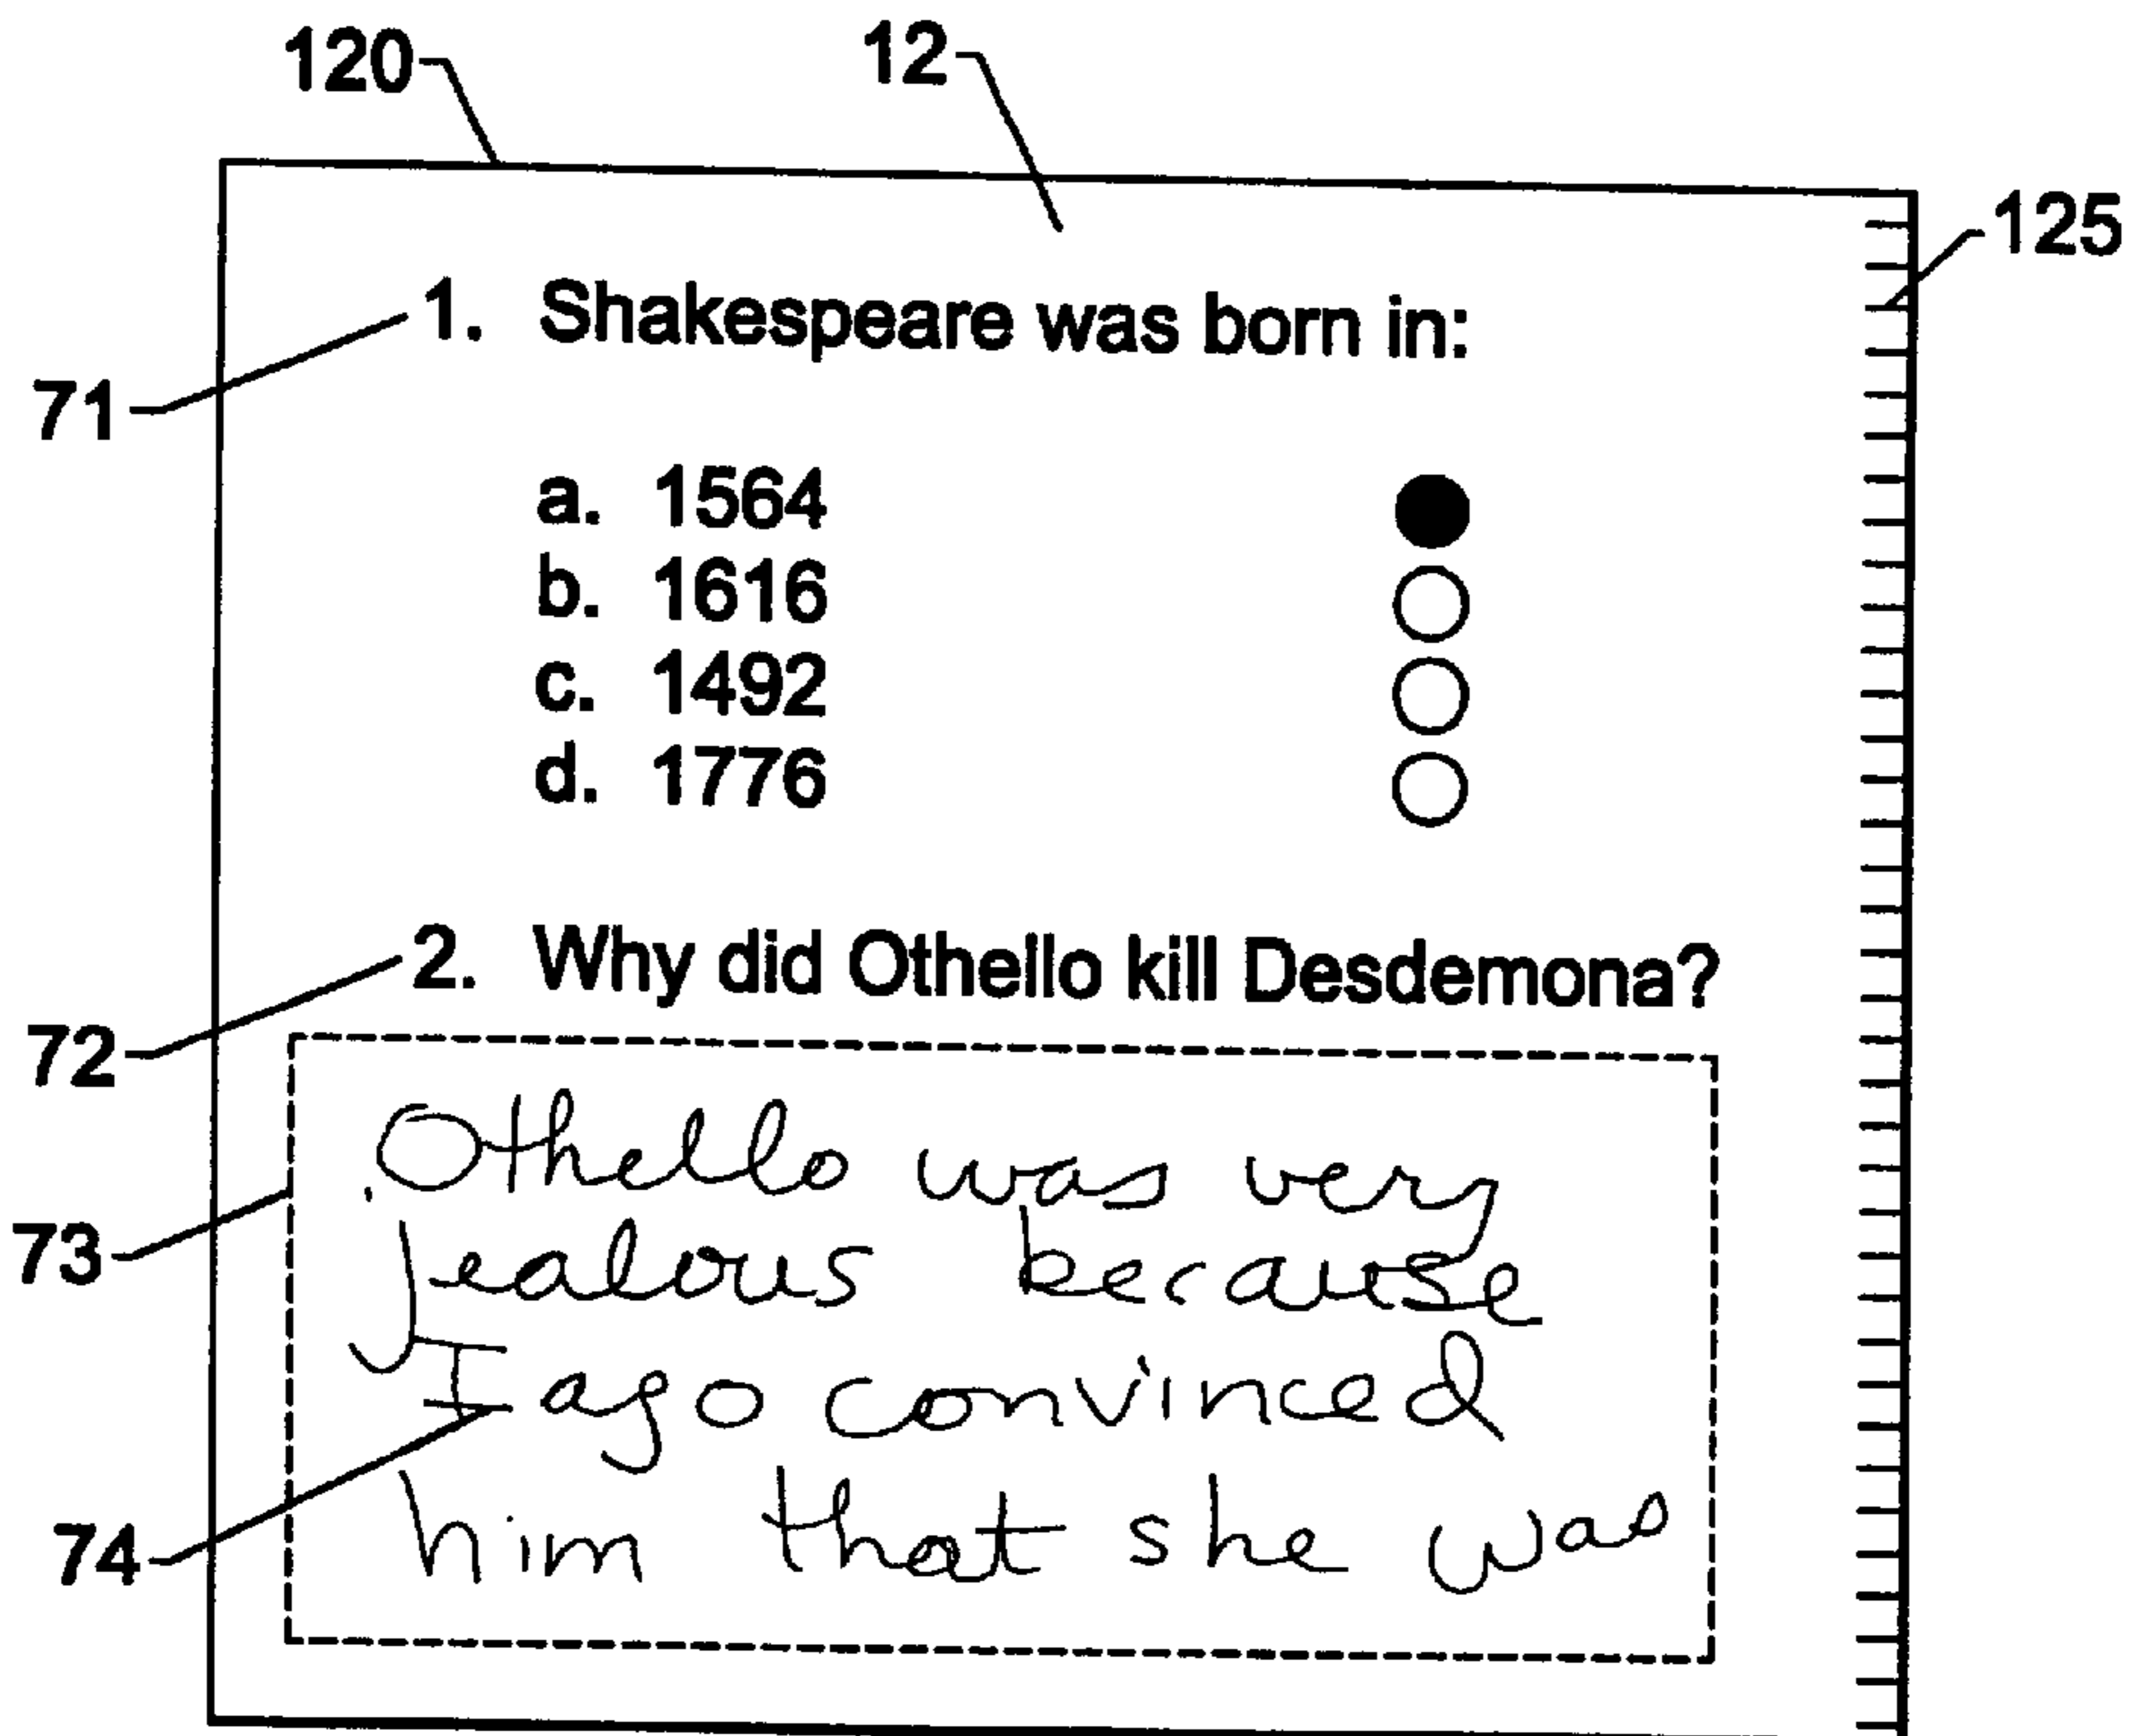 120 12
125
1. Shakespeare was born in:
71
a. 1564
b. 1616
c. 1492
d. 1776
2. Why did Othello kill Desdemona?
72
Othello was very
73
jealous because
Iago convinced
74
him that she was